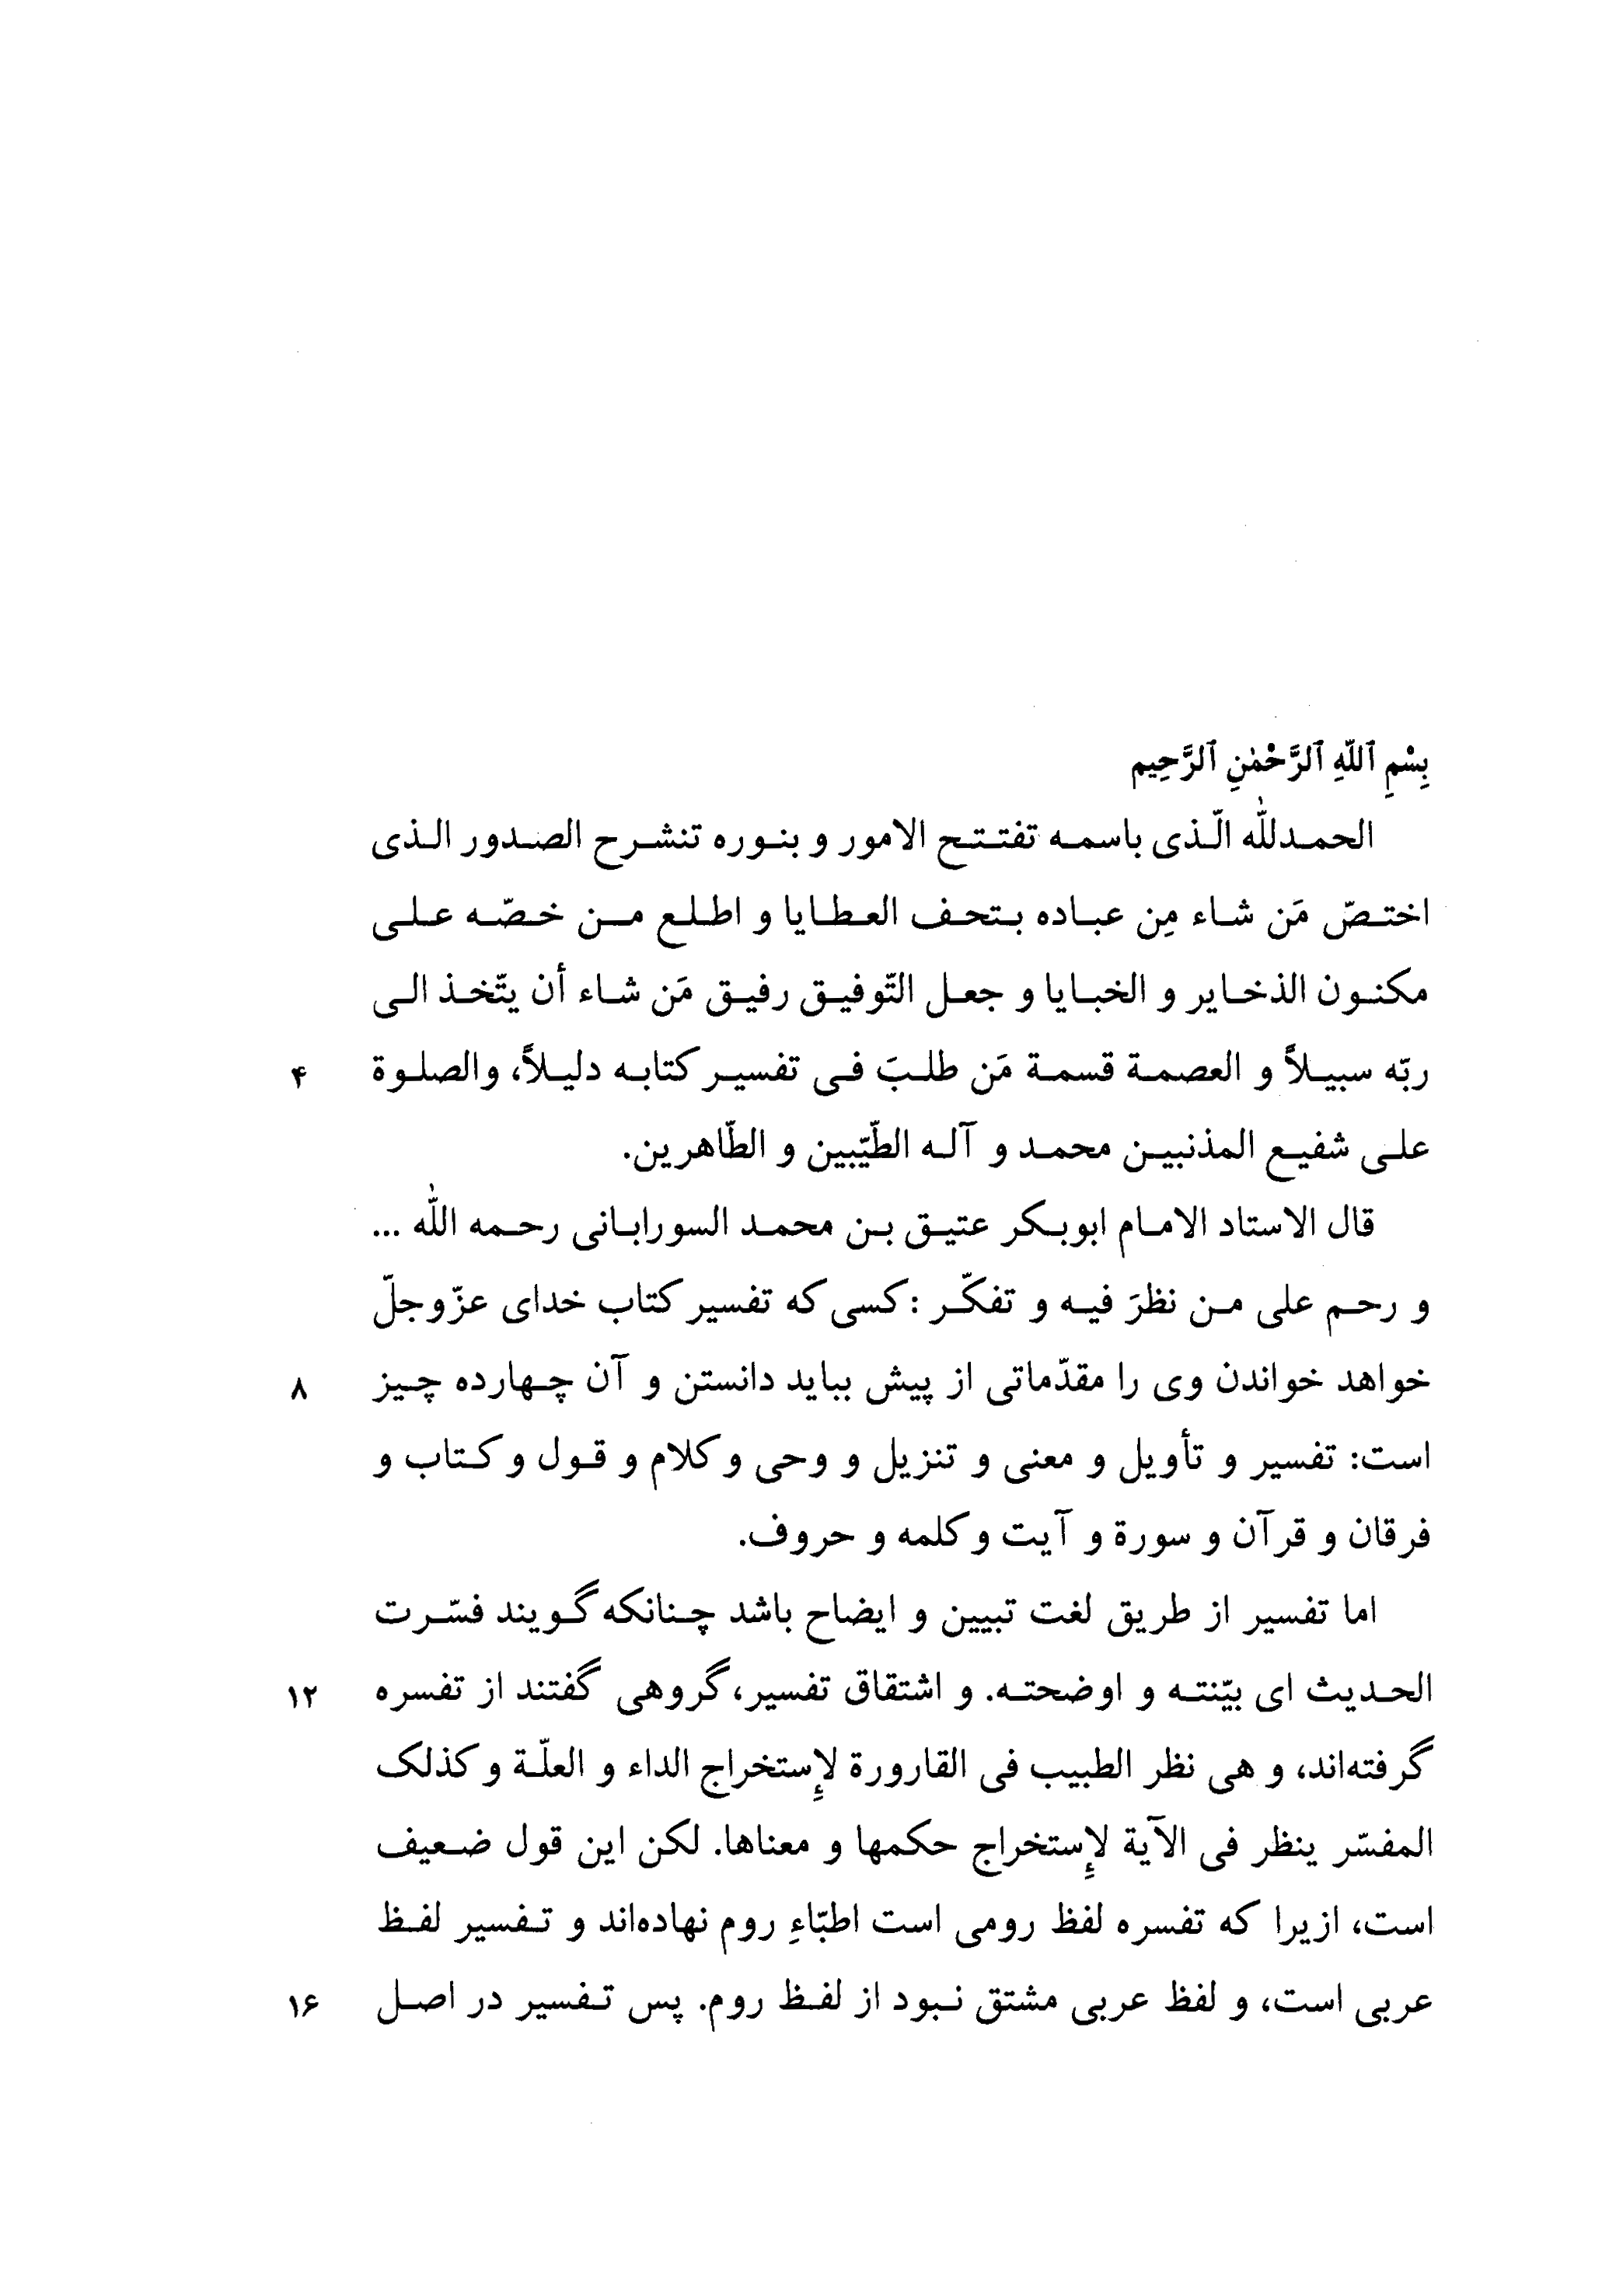 بِسْمِ ٱللّهِ ٱلرَّحْمٰنِ ٱلرَّحِيم
الحمدللّٰه الّذی باسمه تفتتح الامور و بنوره تنشرح الصدور الذی
اختصّ مَن شاء مِن عباده بتحف العطایا و اطلع من خصّه علی
مکنون الذخایر و الخبایا و جعل التّوفیق رفیق مَن شاء أن یتّخذ الی
ربّه سبیلاً و العصمة قسمة مَن طلبَ فی تفسیر کتابه دلیلاً، والصلوة ۴
علی شفیع المذنبین محمد و آله الطّیّبین و الطّاهرین.
قال الاستاد الامام ابوبکر عتیق بن محمد السورابانی رحمه اللّٰه ...
و رحم علی من نظرَ فیه و تفکّر : کسی که تفسیر کتاب خدای عزّوجلّ
خواهد خواندن وی را مقدّماتی از پیش بباید دانستن و آن چهارده چیز ۸
است: تفسیر و تأویل و معنی و تنزیل و وحی و کلام و قول و کتاب و
فرقان و قرآن و سورة و آیت و کلمه و حروف.
اما تفسیر از طریق لغت تبیین و ایضاح باشد چنانکه گویند فسّرت
الحدیث ای بیّنته و اوضحته. و اشتقاق تفسیر، گروهی گفتند از تفسره ۱۲
گرفته‌اند، و هی نظر الطبیب فی القارورة لإستخراج الداء و العلّة و کذلک
المفسّر ینظر فی الآیة لإستخراج حکمها و معناها. لکن این قول ضعیف
است، ازیرا که تفسره لفظ رومی است اطبّاءِ روم نهاده‌اند و تفسیر لفظ
عربی است، و لفظ عربی مشتق نبود از لفظ روم. پس تفسیر در اصل ۱۶